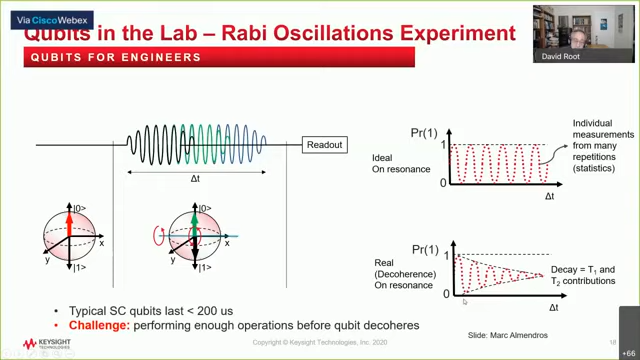 Via Cisco Webex
Qubits in the Lab – Rabi Oscillations Experiment
QUBITS FOR ENGINEERS
David Root
Readout
Δt
|0>
x
y
|1>
|0>
x
y
|1>
Ideal
On resonance
Pr(1)
1
0
Δt
Individual
measurements
from many
repetitions
(statistics)
Real
(Decoherence)
On resonance
Pr(1)
1
0
Δt
Decay = T1 and
T2 contributions
• Typical SC qubits last < 200 us
• Challenge: performing enough operations before qubit decoheres
Slide: Marc Almendros
KEYSIGHT
TECHNOLOGIES
Copyright © Keysight Technologies, Inc. 2020
18
+66